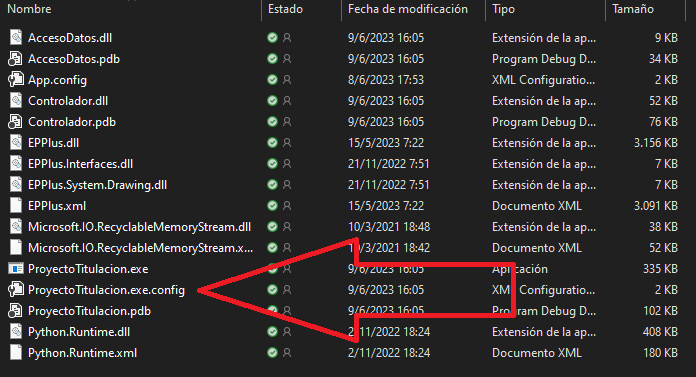 Nombre Estado Fecha de modificación Tipo Tamaño
AccesoDatos.dll 9/6/2023 16:05 Extensión de la ap... 9 KB
AccesoDatos.pdb 9/6/2023 16:05 Program Debug D... 34 KB
App.config 8/6/2023 17:53 XML Configuratio... 2 KB
Controlador.dll 9/6/2023 16:05 Extensión de la ap... 52 KB
Controlador.pdb 9/6/2023 16:05 Program Debug D... 76 KB
EPPlus.dll 15/5/2023 7:22 Extensión de la ap... 3.156 KB
EPPlus.Interfaces.dll 21/11/2022 7:51 Extensión de la ap... 7 KB
EPPlus.System.Drawing.dll 21/11/2022 7:51 Extensión de la ap... 7 KB
EPPlus.xml 15/5/2023 7:22 Documento XML 3.091 KB
Microsoft.IO.RecyclableMemoryStream.dll 10/3/2021 18:48 Extensión de la ap... 38 KB
Microsoft.IO.RecyclableMemoryStream.x... 18:42 Documento XML 52 KB
ProyectoTitulacion.exe 9/6/2023 16:05 Aplicación 335 KB
ProyectoTitulacion.exe.config 9/6/2023 16:05 Configuratio... 2 KB
ProyectoTitulacion.pdb 9/6/2023 16:05 Debug D... 102 KB
Python.Runtime.dll 18:24 Extensión de la ap... 408 KB
Python.Runtime.xml 2/11/2022 18:24 Documento XML 180 KB